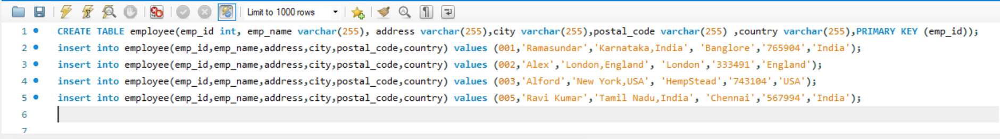 Limit to 1000 rows
1 CREATE TABLE employee(emp_id int, emp_name varchar(255), address varchar(255),city varchar(255),postal_code varchar(255) ,country varchar(255),PRIMARY KEY (emp_id));
2 insert into employee(emp_id,emp_name,address,city,postal_code,country) values (001,'Ramasundar','Karnataka,India', 'Banglore','765904','India');
3 insert into employee(emp_id,emp_name,address,city,postal_code,country) values (002,'Alex','London,England', 'London','333491','England');
4 insert into employee(emp_id,emp_name,address,city,postal_code,country) values (003,'Alford','New York,USA', 'HempStead','743104','USA');
5 insert into employee(emp_id,emp_name,address,city,postal_code,country) values (005,'Ravi Kumar','Tamil Nadu,India', 'Chennai','567994','India');
6
7